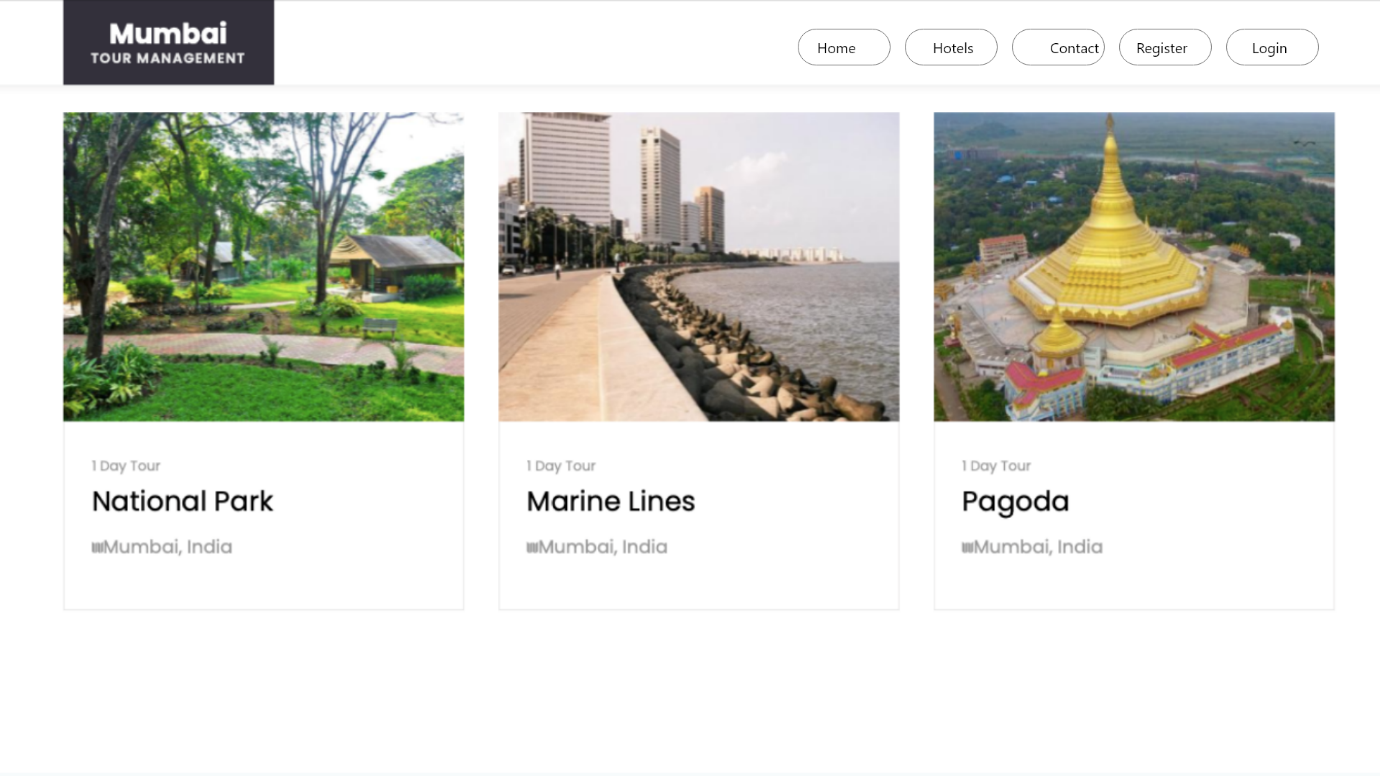 Mumbai
TOUR MANAGEMENT
Home
Hotels
Contact
Register
Login
1 Day Tour
National Park
Mumbai, India
1 Day Tour
Marine Lines
Mumbai, India
1 Day Tour
Pagoda
Mumbai, India